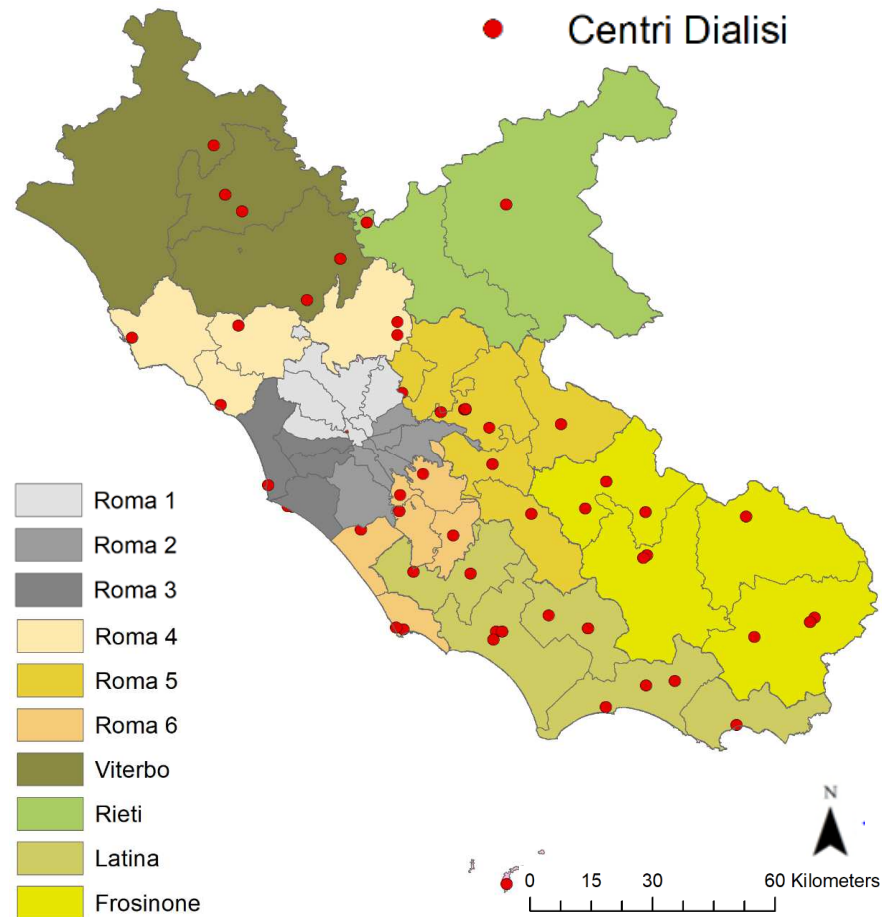 Centri Dialisi
Roma 1
Roma 2
Roma 3
Roma 4
Roma 5
Roma 6
Viterbo
Rieti
Latina
Frosinone
N
0 15 30 60 Kilometers